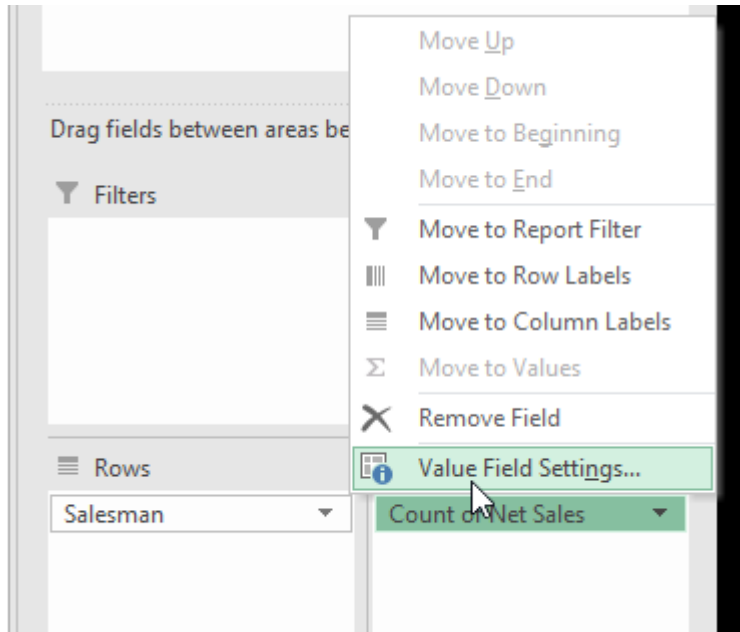 Move Up
Move Down
Drag fields between areas be
Move to Beginning
Move to End
Filters
Move to Report Filter
Move to Row Labels
Move to Column Labels
Move to Values
Remove Field
Rows
Value Field Settings...
Salesman
Count of Net Sales